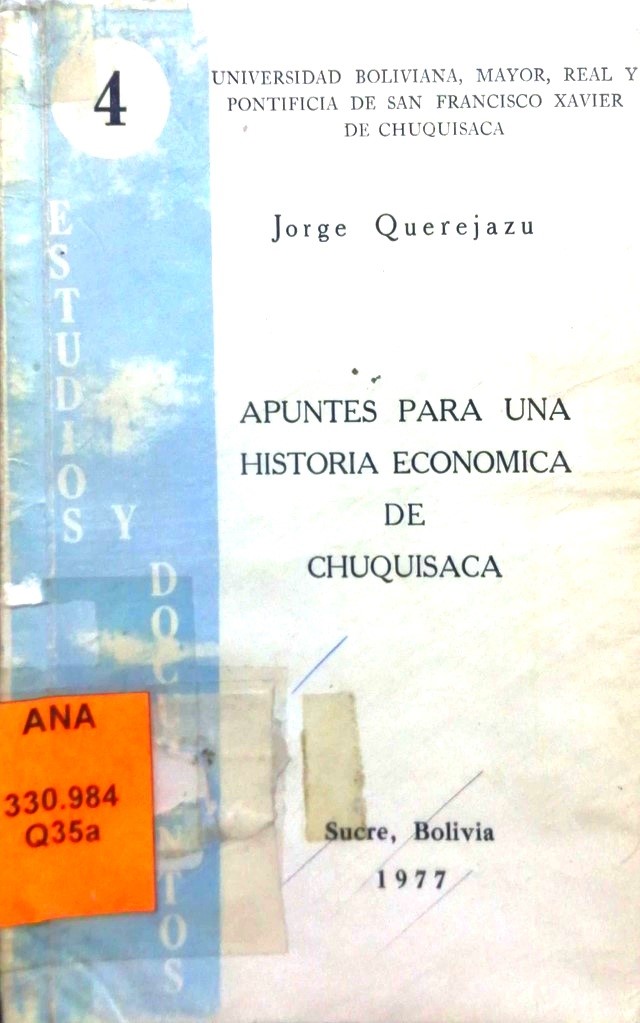 4
UNIVERSIDAD BOLIVIANA, MAYOR, REAL Y
PONTIFICIA DE SAN FRANCISCO XAVIER
DE CHUQUISACA
Jorge Querejazu
ESTUDIOS
Y
APUNTES PARA UNA
HISTORIA ECONOMICA
DE
CHUQUISACA
ANA
330.984
Q35a
Sucre, Bolivia
1977